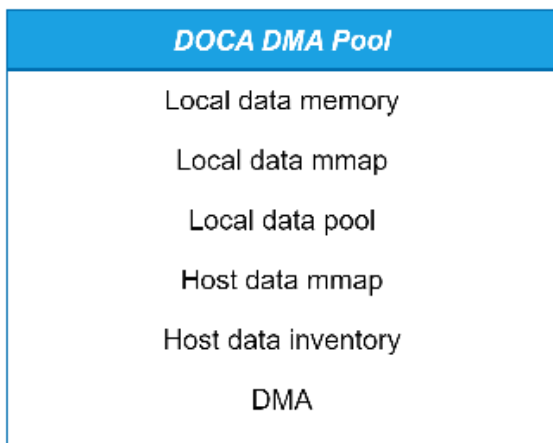 DOCA DMA Pool
Local data memory
Local data mmap
Local data pool
Host data mmap
Host data inventory
DMA